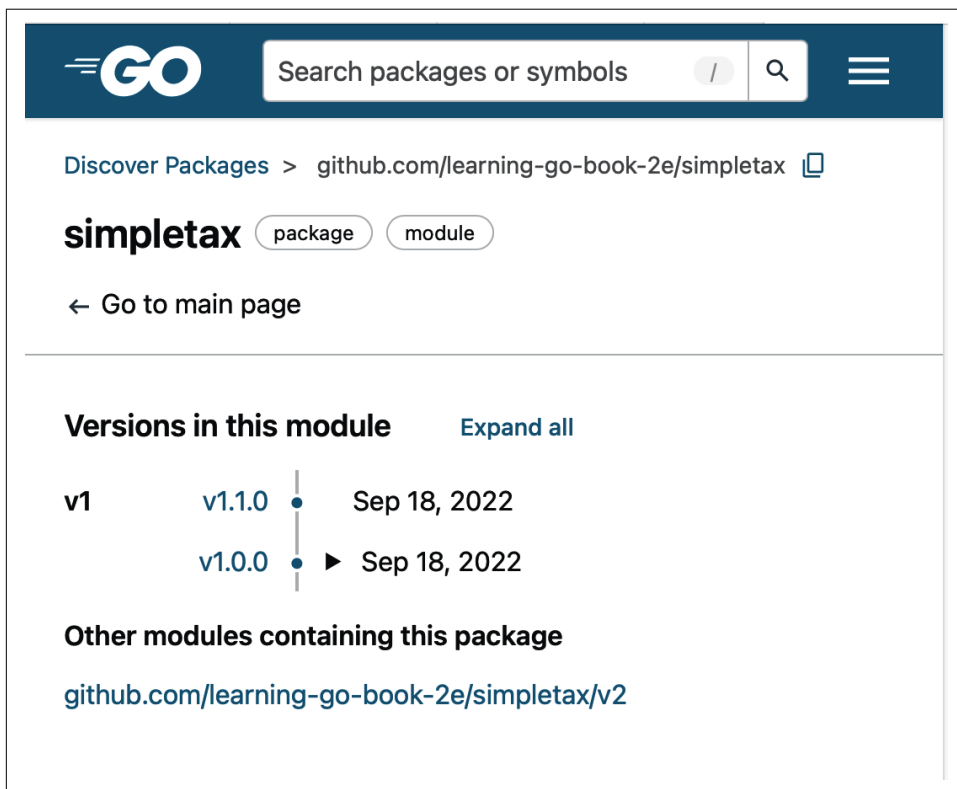 GO
Search packages or symbols /
Discover Packages > github.com/learning-go-book-2e/simpletax
simpletax package module
← Go to main page
Versions in this module Expand all
v1 v1.1.0 Sep 18, 2022
v1.0.0 ▶ Sep 18, 2022
Other modules containing this package
github.com/learning-go-book-2e/simpletax/v2